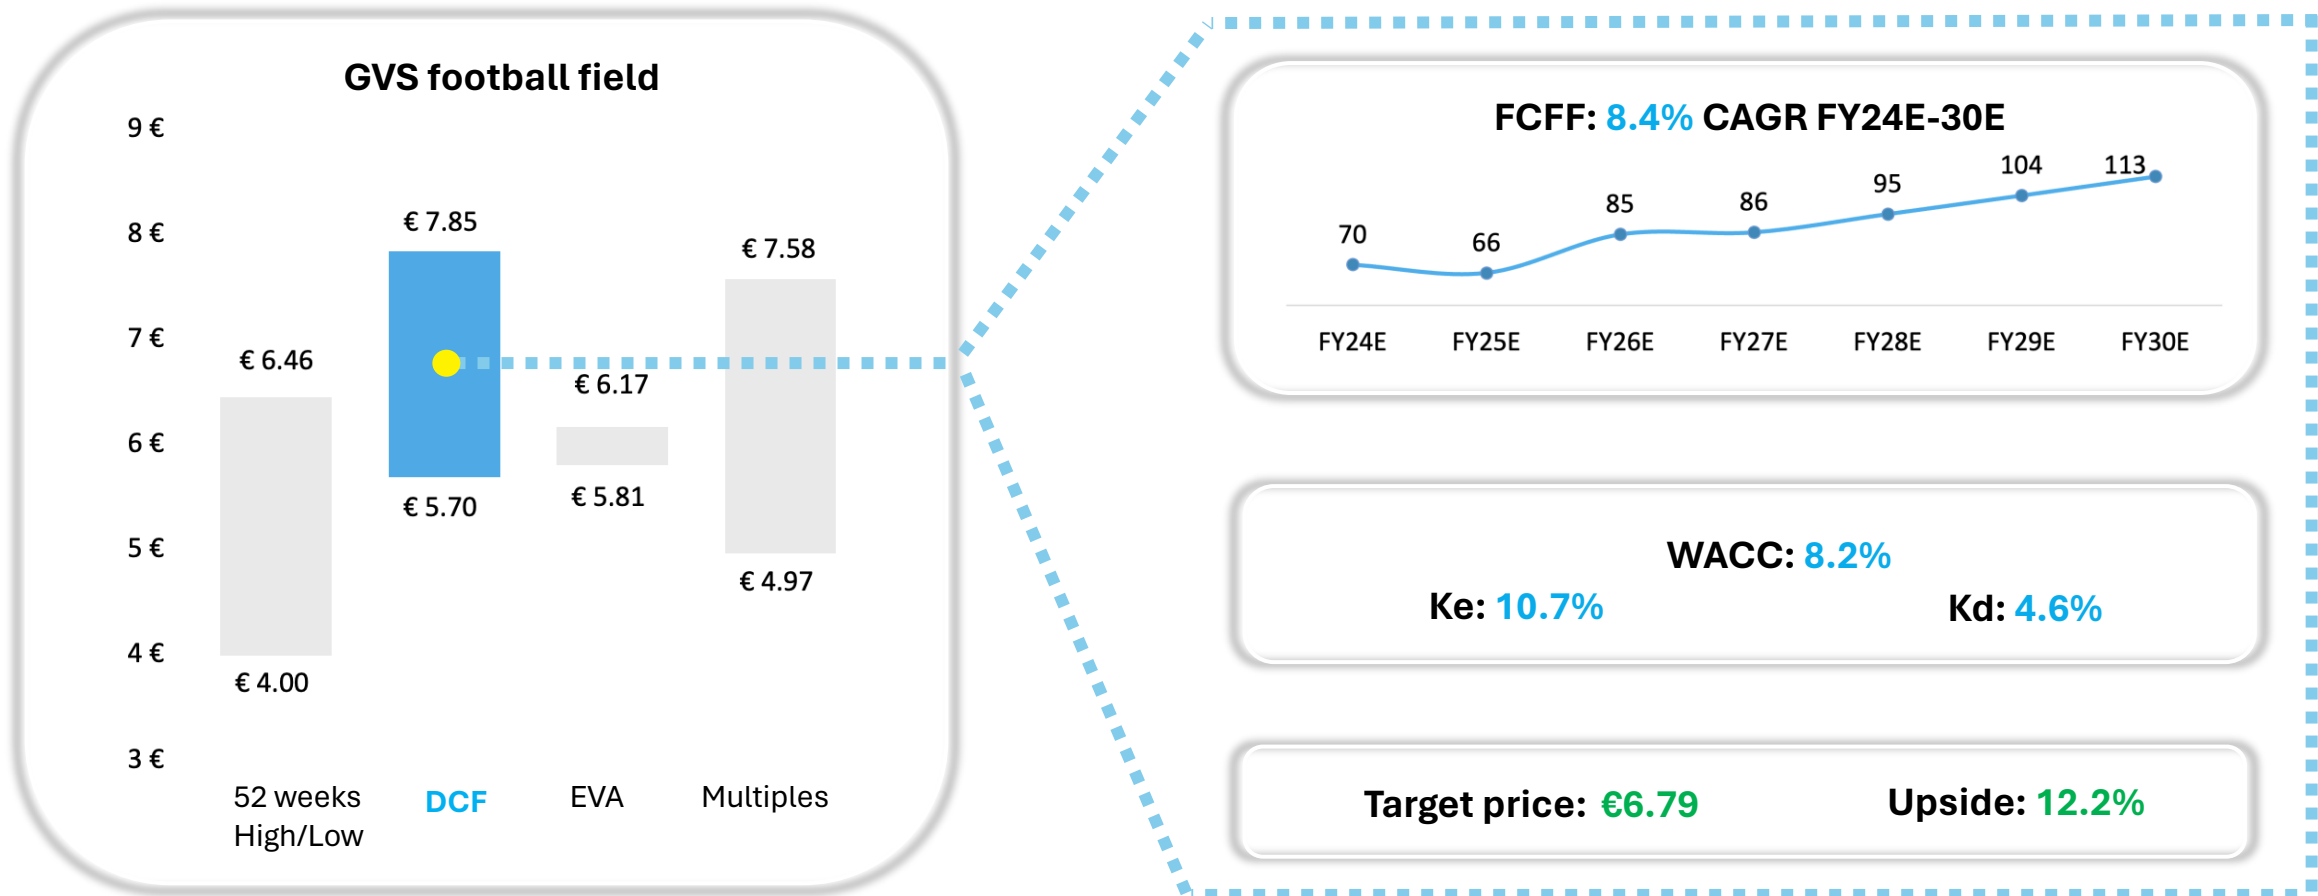 GVS football field
9 €
8 €
7 €
6 €
5 €
4 €
3 €
€ 6.46
€ 4.00
€ 7.85
€ 5.70
€ 6.17
€ 5.81
€ 7.58
€ 4.97
52 weeks
High/Low
DCF
EVA
Multiples
FCFF: 8.4% CAGR FY24E-30E
70
66
85
86
95
104
113
FY24E
FY25E
FY26E
FY27E
FY28E
FY29E
FY30E
WACC: 8.2%
Ke: 10.7%
Kd: 4.6%
Target price: €6.79
Upside: 12.2%